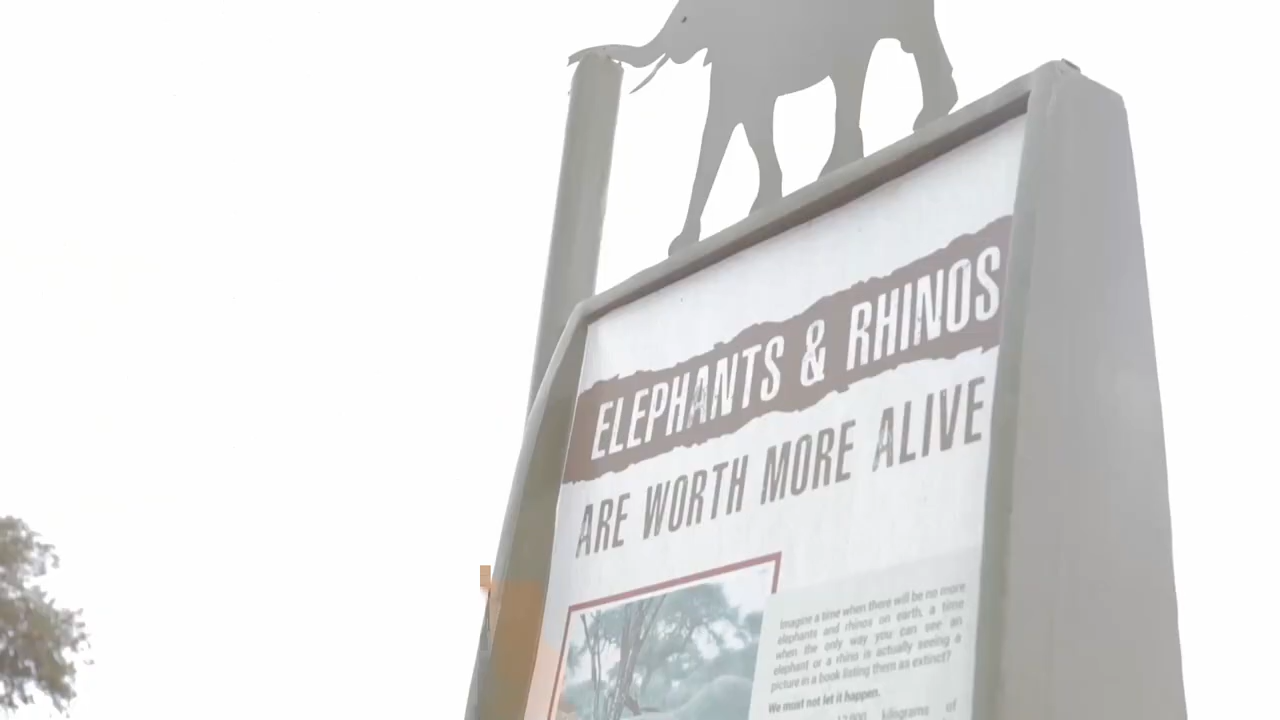 ELEPHANTS & RHINOS
ARE WORTH MORE ALIVE
Imagine a time when there will be no more
elephants and rhinos on earth, a time
when the only way you can see an
elephant or a rhino is actually seeing a
picture in a book listing them as extinct?
We must not let it happen.
kilograms of